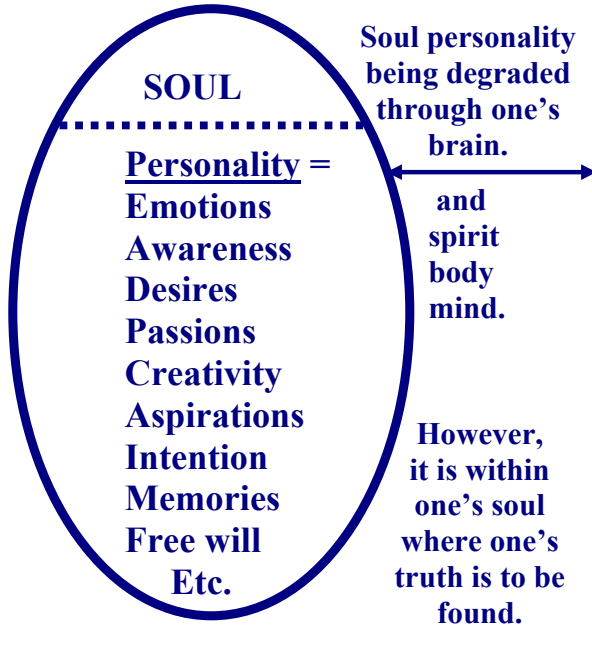 SOUL
Personality =
Emotions
Awareness
Desires
Passions
Creativity
Aspirations
Intention
Memories
Free will
Etc.
Soul personality
being degraded
through one’s
brain.
and
spirit
body
mind.
However,
it is within
one’s soul
where one’s
truth is to be
found.